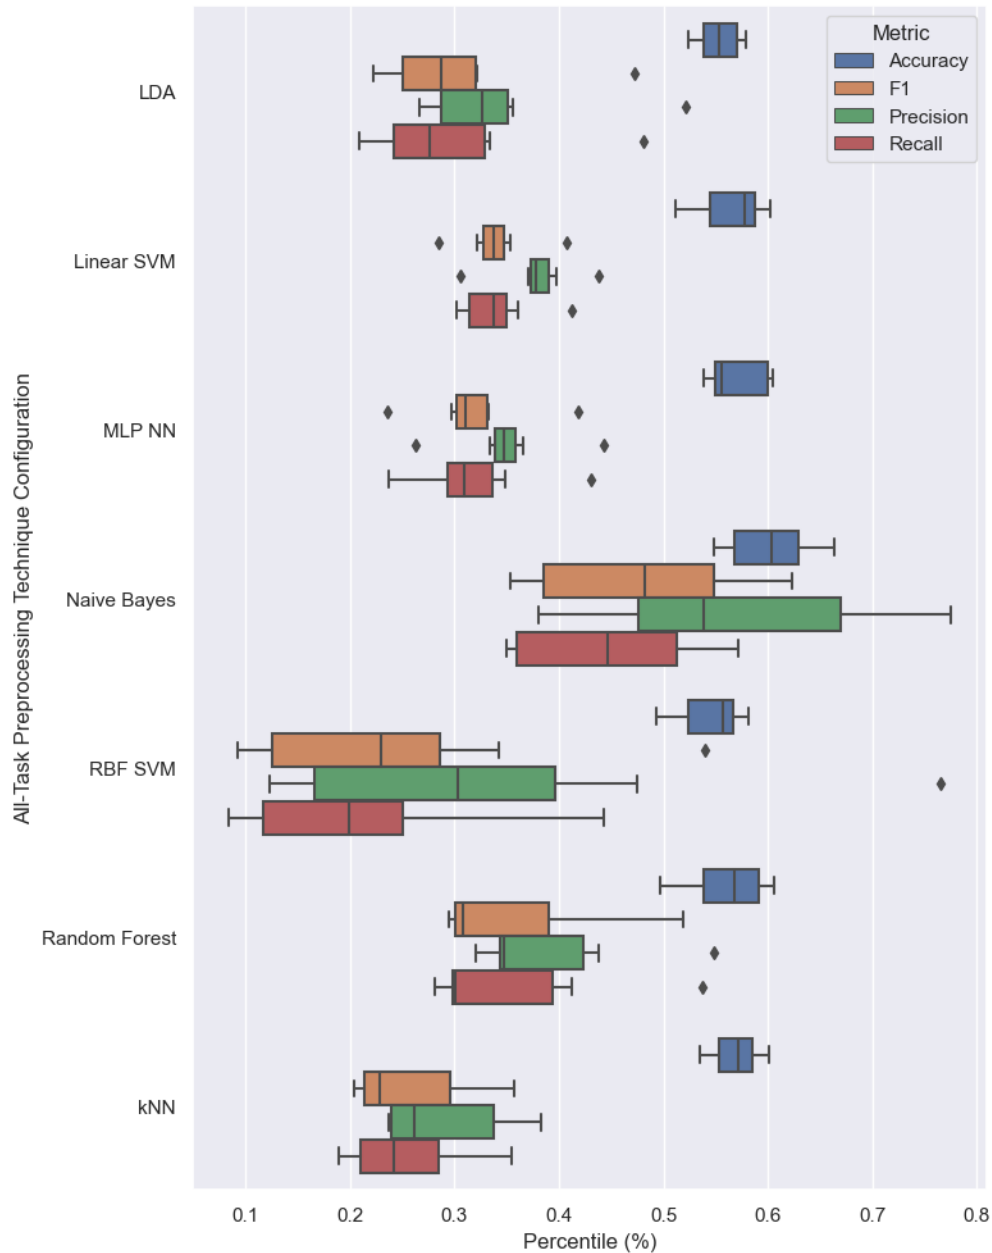 Metric
Accuracy
F1
Precision
Recall
LDA
Linear SVM
MLP NN
Naive Bayes
RBF SVM
Random Forest
kNN
All-Task Preprocessing Technique Configuration
0.1 0.2 0.3 0.4 0.5 0.6 0.7 0.8
Percentile (%)